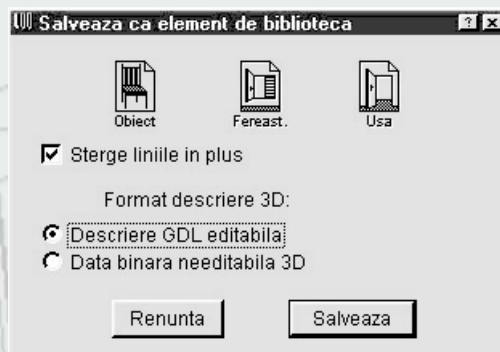 Salveaza ca element de biblioteca
Obiect Fereast. Usa
Sterge liniile in plus
Format descriere 3D:
Descriere GDL editabila
Data binara needitabila 3D
Renunta Salveaza